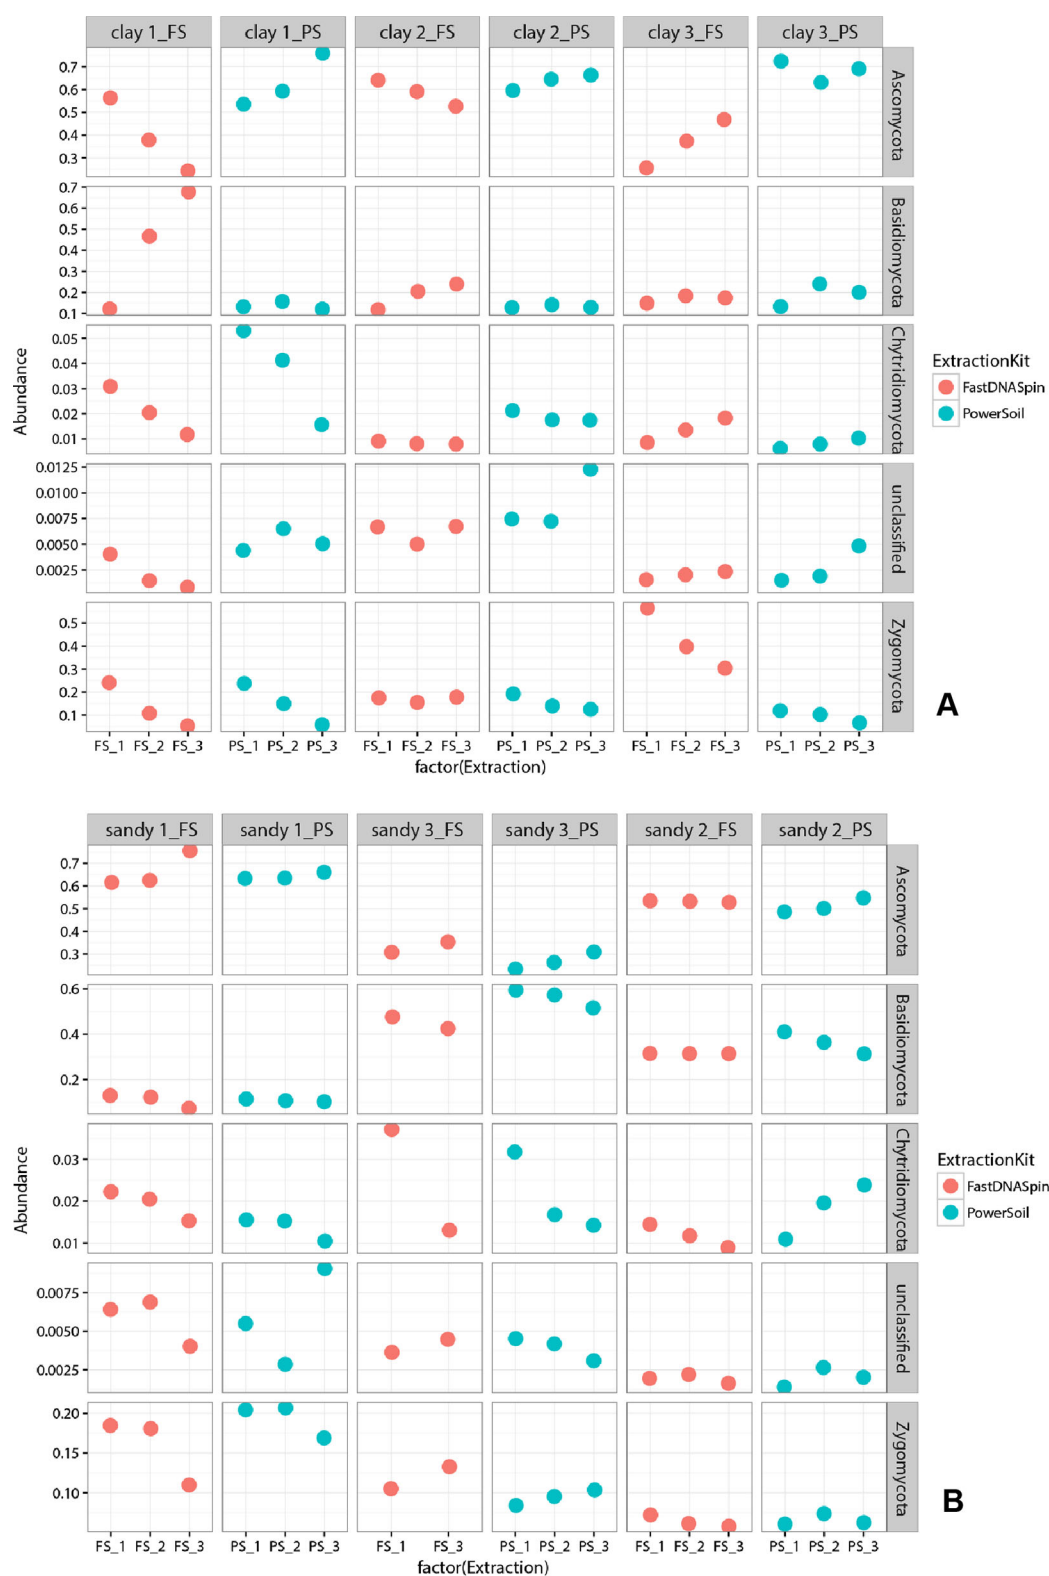 clay 1_FS clay 1_PS clay 2_FS clay 2_PS clay 3_FS clay 3_PS
0.7
0.6
0.5
0.4
0.3
Ascomycota
0.7
0.6
0.5
0.4
0.3
0.2
0.1
Basidiomycota
0.05
0.04
0.03
0.02
0.01
Chytridiomycota
0.0125
0.0100
0.0075
0.0050
0.0025
unclassified
0.5
0.4
0.3
0.2
0.1
Zygomycota
Abundance
FS_1 FS_2 FS_3 PS_1 PS_2 PS_3 FS_1 FS_2 FS_3 PS_1 PS_2 PS_3 FS_1 FS_2 FS_3 PS_1 PS_2 PS_3
factor(Extraction)
ExtractionKit
FastDNASpin
PowerSoil
A
sandy 1_FS sandy 1_PS sandy 3_FS sandy 3_PS sandy 2_FS sandy 2_PS
0.7
0.6
0.5
0.4
0.3
Ascomycota
0.6
0.4
0.2
Basidiomycota
0.03
0.02
0.01
Chytridiomycota
0.0075
0.0050
0.0025
unclassified
0.20
0.15
0.10
Zygomycota
Abundance
FS_1 FS_2 FS_3 PS_1 PS_2 PS_3 FS_1 FS_3 PS_1 PS_2 PS_3 FS_1 FS_2 FS_3 PS_1 PS_2 PS_3
factor(Extraction)
ExtractionKit
FastDNASpin
PowerSoil
B